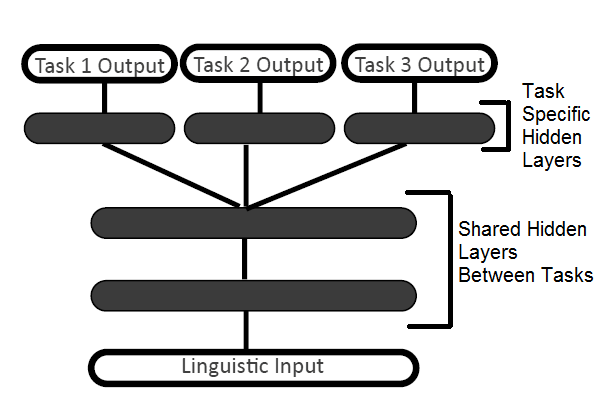 Task 1 Output
Task 2 Output
Task 3 Output
Task
Specific
Hidden
Layers
Shared Hidden
Layers
Between Tasks
Linguistic Input